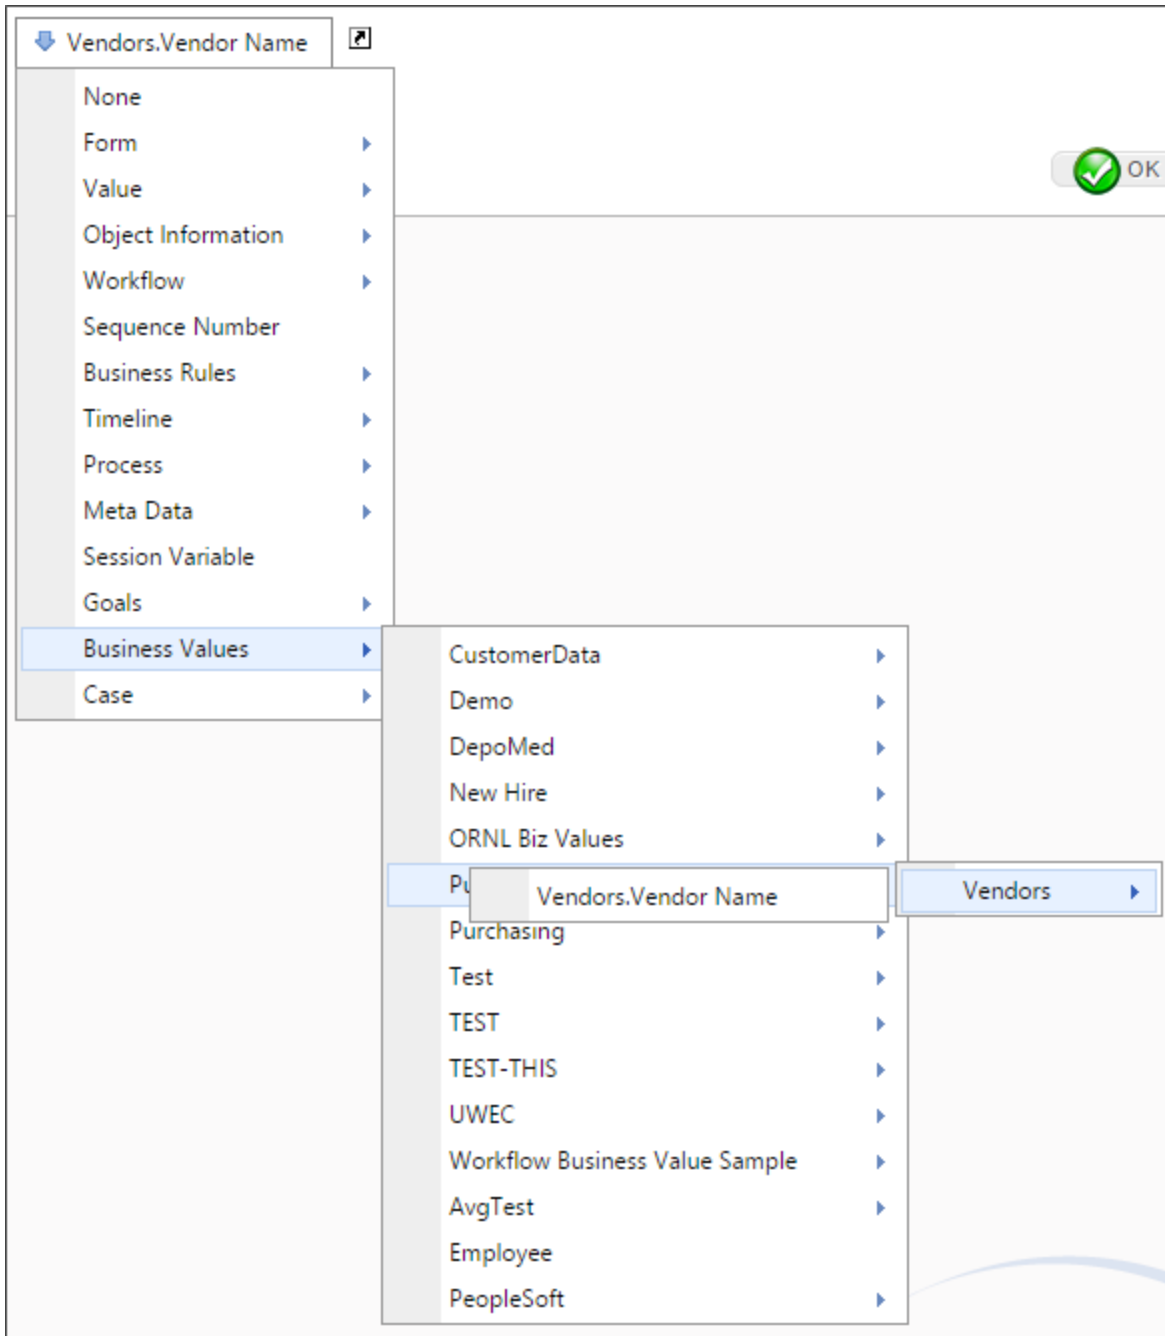 Vendors.Vendor Name
None
Form
Value
OK
Object Information
Workflow
Sequence Number
Business Rules
Timeline
Process
Meta Data
Session Variable
Goals
Business Values
Case
CustomerData
Demo
DepoMed
New Hire
ORNL Biz Values
Vendors.Vendor Name
Vendors
Purchasing
Test
TEST
TEST-THIS
UWEC
Workflow Business Value Sample
AvgTest
Employee
PeopleSoft